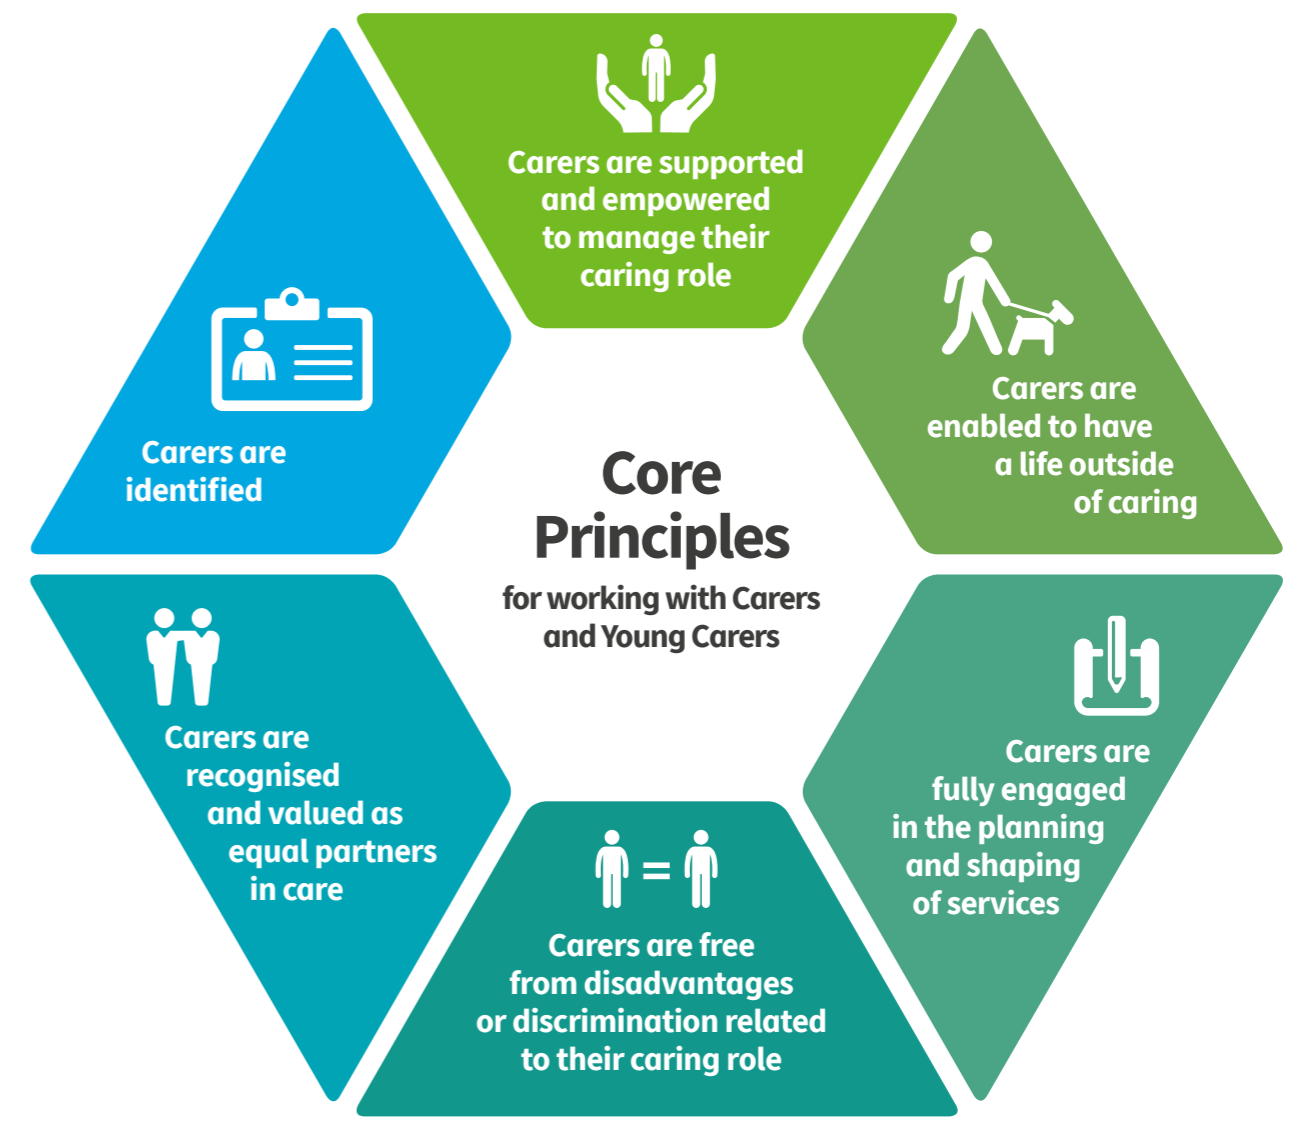 Carers are supported
and empowered
to manage their
caring role
Carers are
enabled to have
a life outside
of caring
Carers are
fully engaged
in the planning
and shaping
of services
Carers are free
from disadvantages
or discrimination related
to their caring role
Carers are
recognised
and valued as
equal partners
in care
Carers are
identified
Core
Principles
for working with Carers
and Young Carers